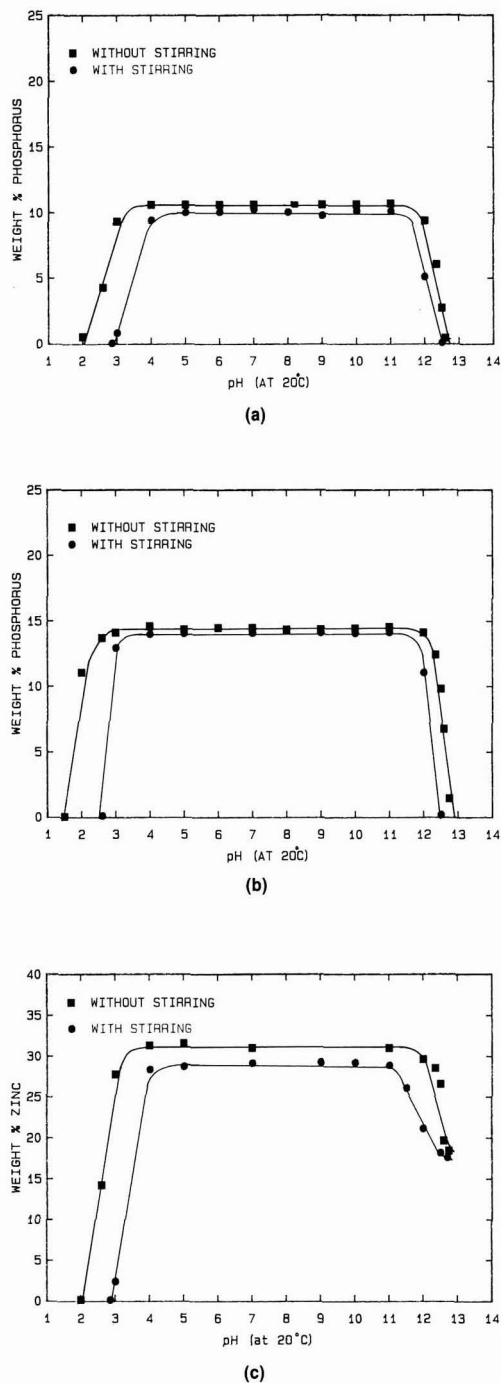 25
20
15
10
5
0
WEIGHT % PHOSPHORUS
WITHOUT STIRRING
WITH STIRRING
1 2 3 4 5 6 7 8 9 10 11 12 13 14
pH (AT 20°C)
(a)
25
20
15
10
5
0
WEIGHT % PHOSPHORUS
WITHOUT STIRRING
WITH STIRRING
1 2 3 4 5 6 7 8 9 10 11 12 13 14
pH (AT 20°C)
(b)
40
35
30
25
20
15
10
5
0
WEIGHT % ZINC
WITHOUT STIRRING
WITH STIRRING
1 2 3 4 5 6 7 8 9 10 11 12 13 14
pH (at 20°C)
(c)